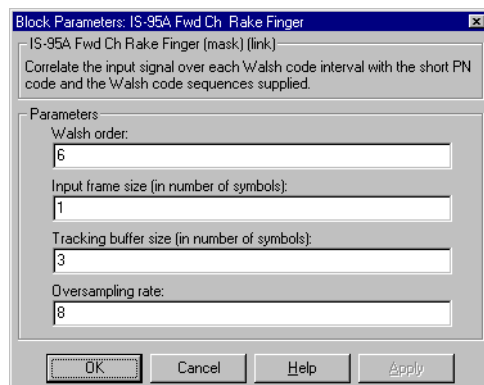 Block Parameters: IS-95A Fwd Ch Rake Finger
IS-95A Fwd Ch Rake Finger (mask) (link)
Correlate the input signal over each Walsh code interval with the short PN
code and the Walsh code sequences supplied.
Parameters
Walsh order:
6
Input frame size (in number of symbols):
1
Tracking buffer size (in number of symbols):
3
Oversampling rate:
8
OK Cancel Help Apply